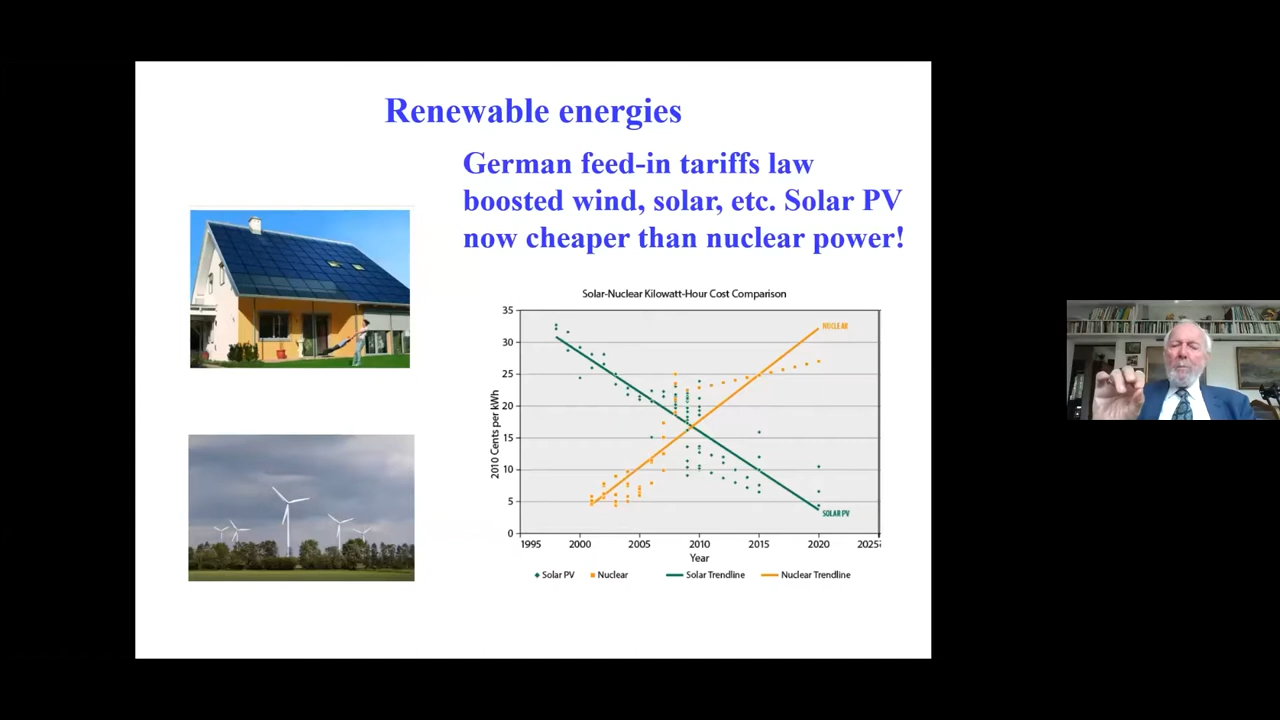 Renewable energies
German feed-in tariffs law
boosted wind, solar, etc. Solar PV
now cheaper than nuclear power!
Solar-Nuclear Kilowatt-Hour Cost Comparison
35
30
25
20
15
10
5
0
2010 Cents per kWh
NUCLEAR
SOLAR PV
1995 2000 2005 2010 2015 2020 2025
Year
Solar PV Nuclear Solar Trendline Nuclear Trendline